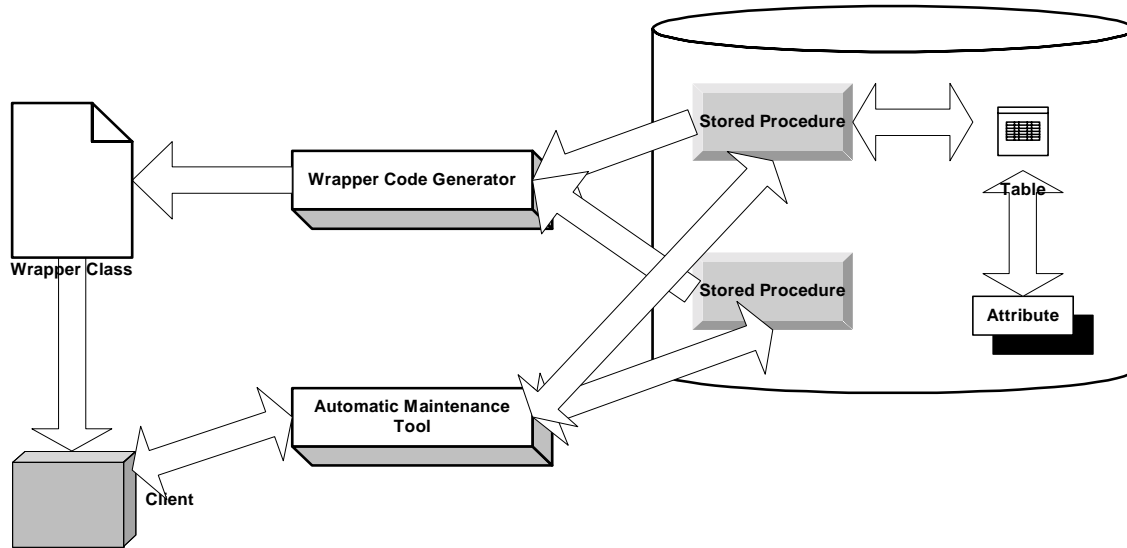 Stored Procedure
Wrapper Code Generator
Table
Wrapper Class
Stored Procedure
Attribute
Automatic Maintenance
Tool
Client